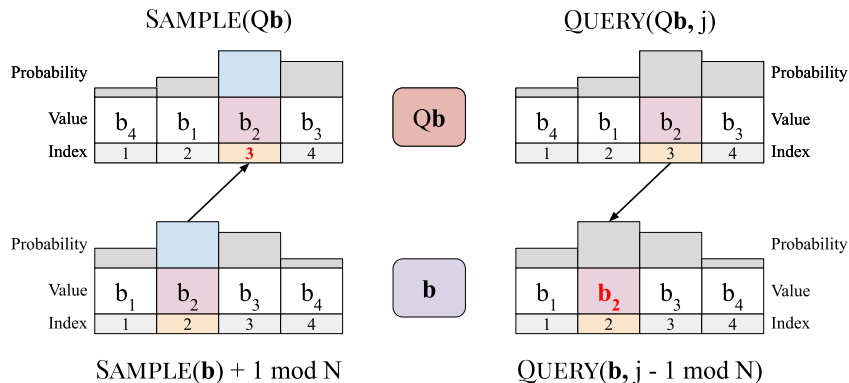 SAMPLE(Qb)
QUERY(Qb, j)
Probability
Probability
Value b4 b1 b2 b3
Qb
b4 b1 b2 b3 Value
Index 1 2 3 4
1 2 3 4 Index
Probability
Probability
Value b1 b2 b3 b4
b
b1 b2 b3 b4 Value
Index 1 2 3 4
1 2 3 4 Index
SAMPLE(b) + 1 mod N
QUERY(b, j - 1 mod N)